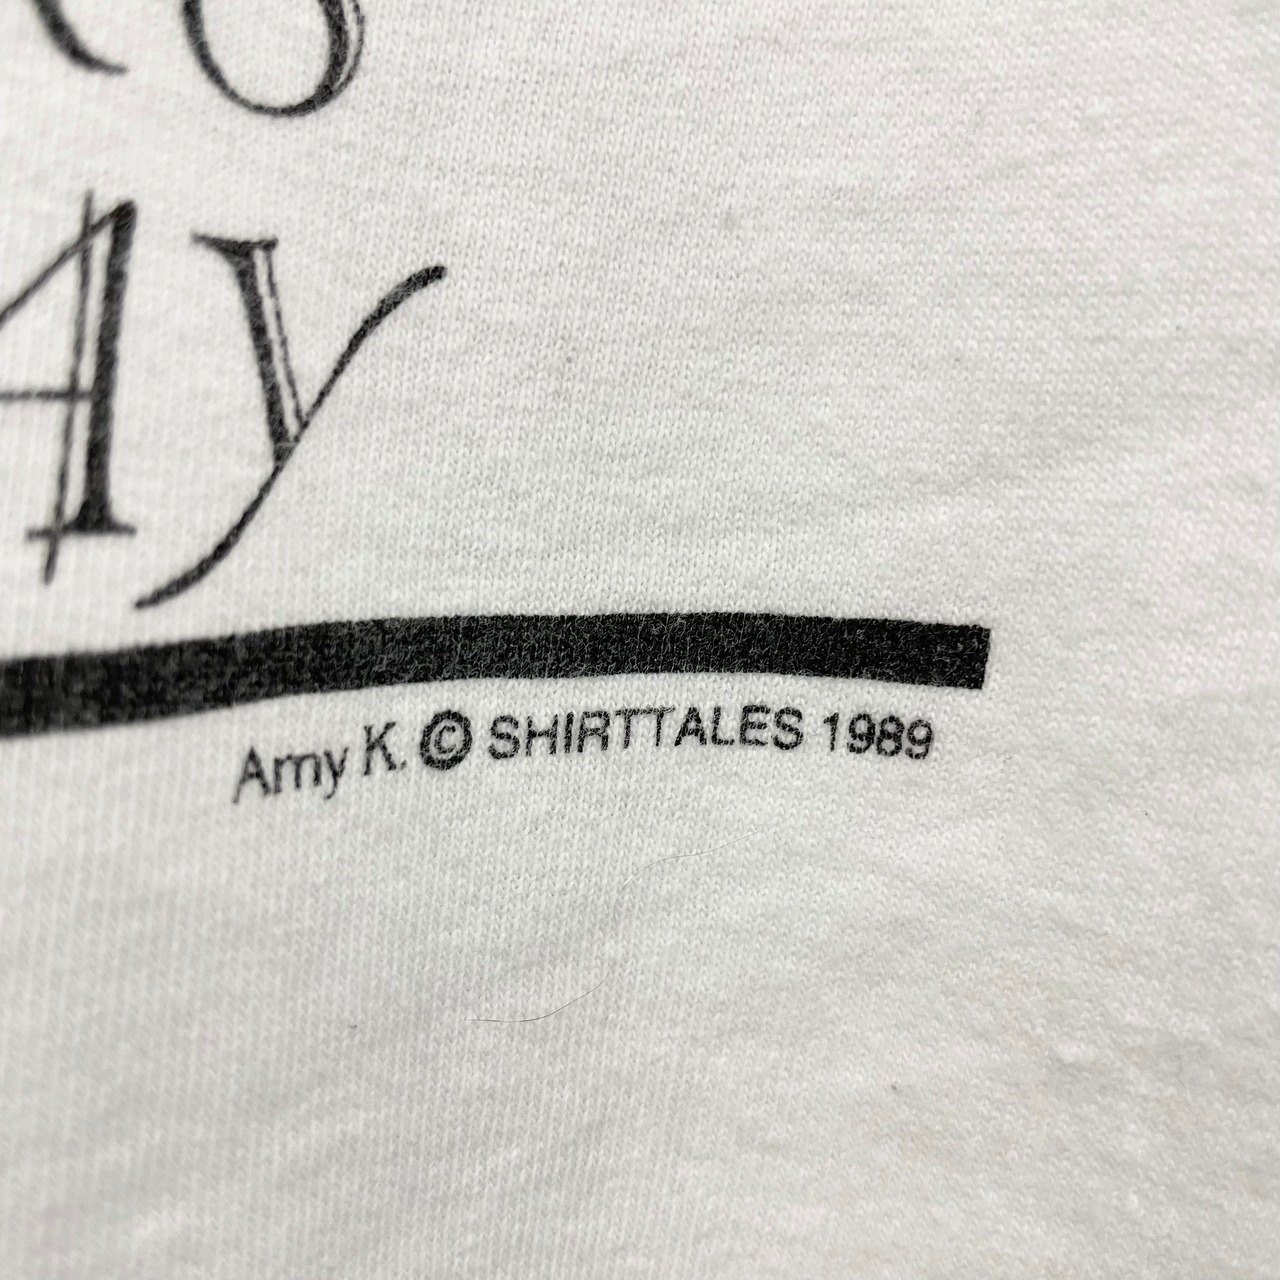 AY
Amy K. © SHIRTTALES 1989